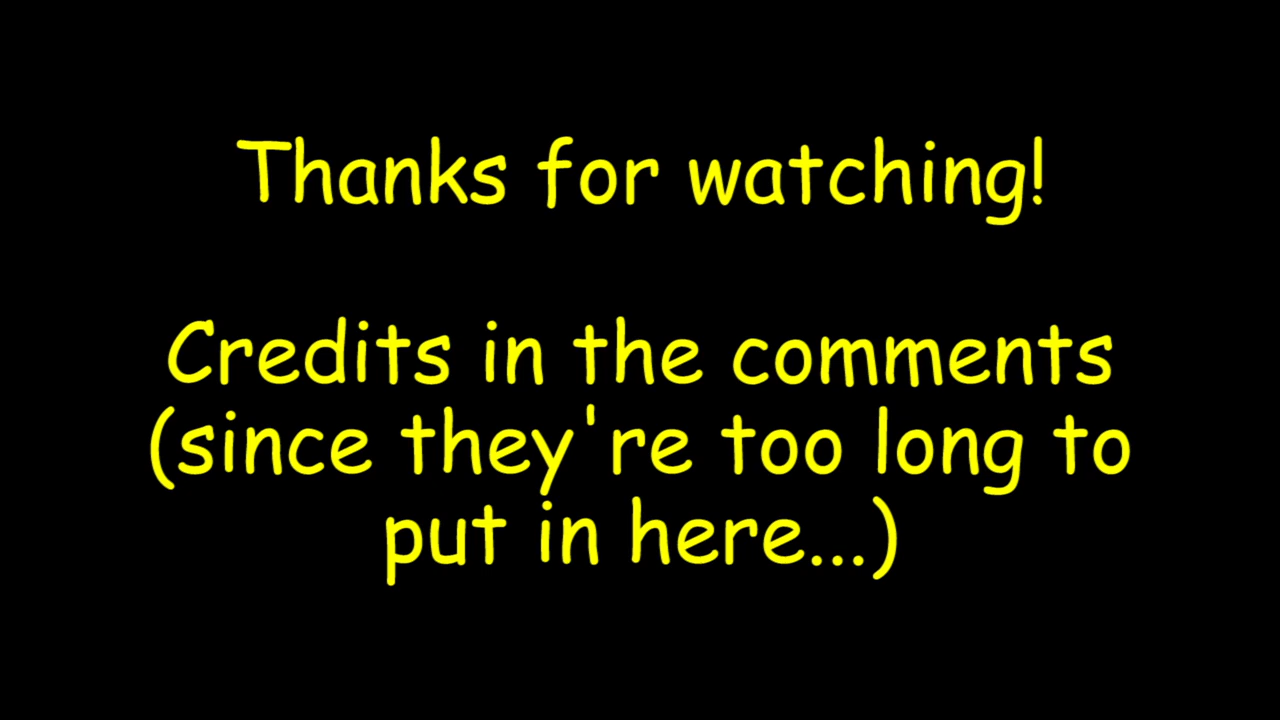 Thanks for watching!
Credits in the comments
(since they're too long to
put in here...)